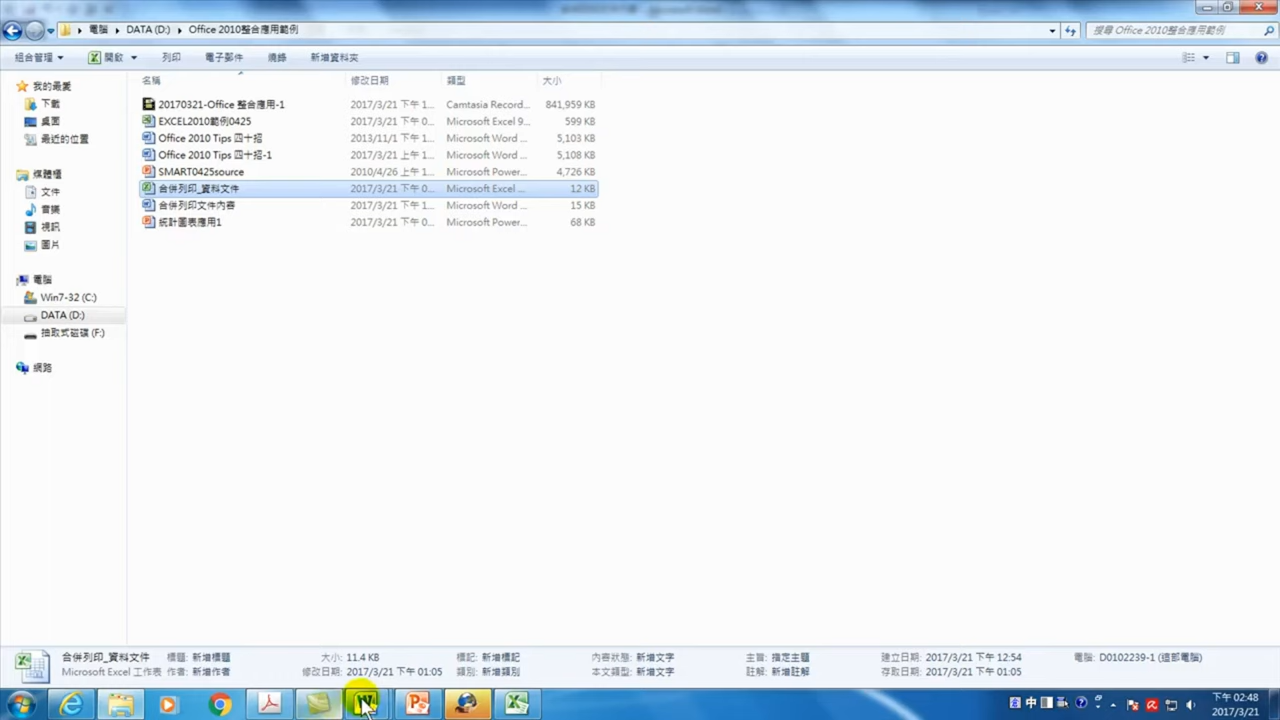 電腦 DATA (D:) Office 2010整合應用範例
搜尋 Office 2010整合應用範例
組合管理 開啟 列印 電子郵件 燒錄 新增資料夾
名稱 修改日期 類型 大小
我的最愛
下載
桌面
最近的位置
媒體櫃
文件
音樂
視訊
圖片
電腦
Win7-32 (C:)
DATA (D:)
抽取式磁碟 (F:)
網路
20170321-Office 整合應用-1 2017/3/21 下午 1... Camtasia Record... 841,959 KB
EXCEL2010範例0425 2017/3/21 下午 0... Microsoft Excel 9... 599 KB
Office 2010 Tips 四十招 2013/11/1 下午 1... Microsoft Word ... 5,103 KB
Office 2010 Tips 四十招-1 2017/3/21 上午 1... Microsoft Word ... 5,108 KB
SMART0425source 2010/4/26 上午 1... Microsoft Power... 4,726 KB
合併列印_資料文件 2017/3/21 下午 0... Microsoft Excel ... 12 KB
合併列印文件內容 2017/3/21 下午 0... Microsoft Word ... 15 KB
統計圖表應用1 2017/3/21 下午 0... Microsoft Power... 68 KB
合併列印_資料文件 標題: 新增標題 大小: 11.4 KB 標記: 新增標記 內容狀態: 新增文字 主旨: 指定主題 建立日期: 2017/3/21 下午 12:54 電腦: D0102239-1 (這部電腦)
Microsoft Excel 工作表 作者: 新增作者 修改日期: 2017/3/21 下午 01:05 類別: 新增類別 本文類型: 新增文字 註解: 新增註解 存取日期: 2017/3/21 下午 01:05
中
下午 02:48
2017/3/21